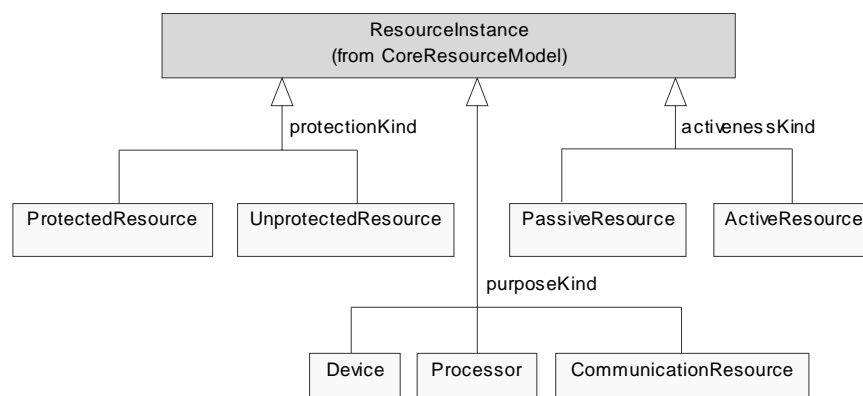 ResourceInstance
(from CoreResourceModel)
protectionKind
activenessKind
ProtectedResource
UnprotectedResource
PassiveResource
ActiveResource
purposeKind
Device
Processor
CommunicationResource